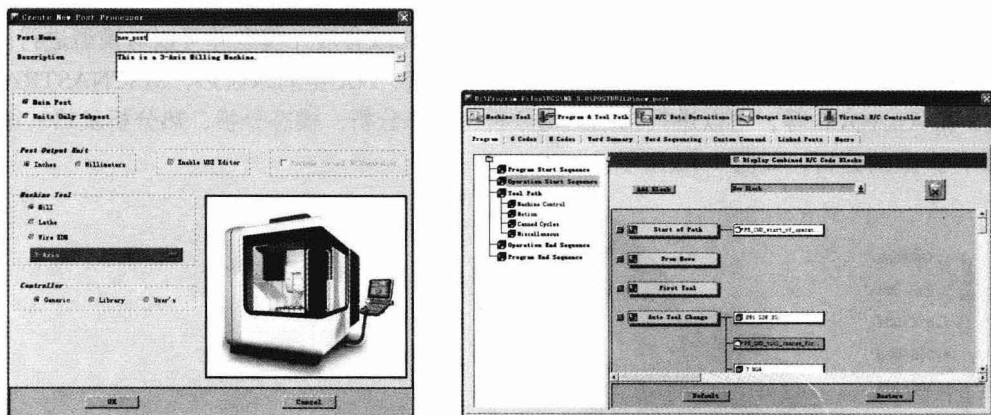 Create New Post Processor
Post Name
new_post
Description
This is a 3-Axis Milling Machine.
Main Post
Units Only Subpost
Post Output Unit
Inches
Millimeters
Enable UDE Editor
Machine Tool
Mill
Lathe
Wire EDM
3-Axis
Controller
Generic
Library
User's
OK
Cancel
Machine Tool
Program & Tool Path
N/C Data Definitions
Output Settings
Virtual N/C Controller
Program
G Codes
M Codes
Word Summary
Word Sequencing
Custom Command
Linked Posts
Macro
Program Start Sequence
Operation Start Sequence
Tool Path
Machine Control
Motion
Canned Cycles
Miscellaneous
Operation End Sequence
Program End Sequence
Display Combined N/C Code Blocks
Add Block
New Block
Start of Path
From Move
First Tool
Auto Tool Change
T M06
Default
Restore